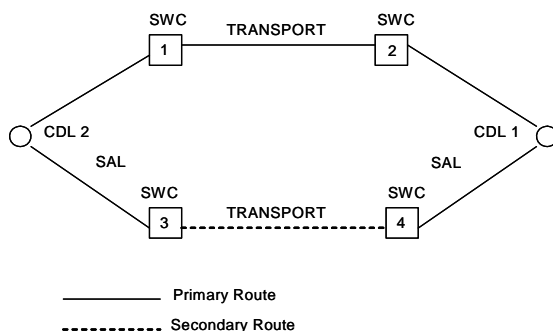 SWC SWC
TRANSPORT
1 2
CDL 2 CDL 1
SAL SAL
SWC SWC
TRANSPORT
3 4
Primary Route
Secondary Route